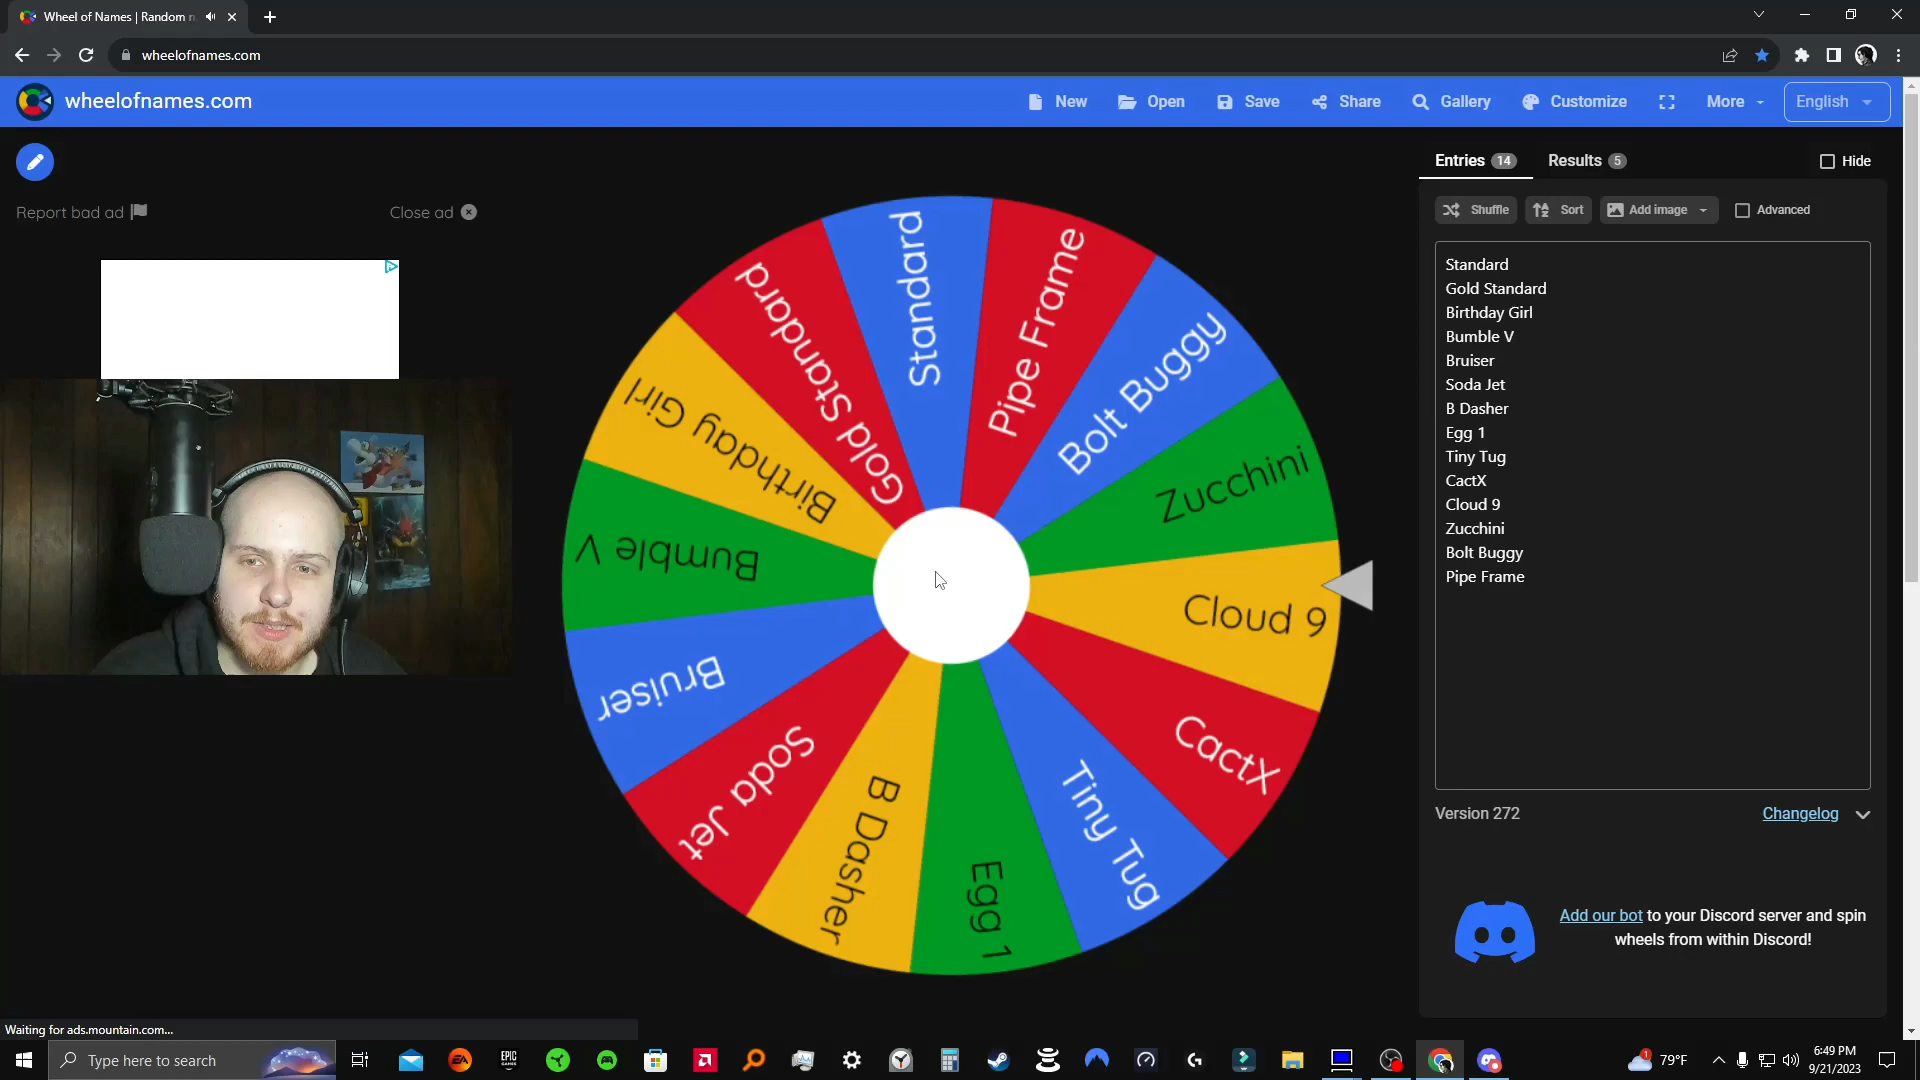 Wheel of Names | Random n
wheelofnames.com
wheelofnames.com
New
Open
Save
Share
Gallery
Customize
More
English
Report bad ad
Close ad
Entries 14
Results 5
Hide
Shuffle
Sort
Add image
Advanced
Standard
Gold Standard
Birthday Girl
Bumble V
Bruiser
Soda Jet
B Dasher
Egg 1
Tiny Tug
CactX
Cloud 9
Zucchini
Bolt Buggy
Pipe Frame
Standard
Pipe Frame
Bolt Buggy
Zucchini
Cloud 9
CactX
Tiny Tug
Egg 1
B Dasher
Soda Jet
Bruiser
Bumble V
Birthday Girl
Gold Standard
Version 272
Changelog
Add our bot to your Discord server and spin
wheels from within Discord!
Waiting for ads.mountain.com...
Type here to search
EA
EPIC
GAMES
1
79°F
6:49 PM
9/21/2023